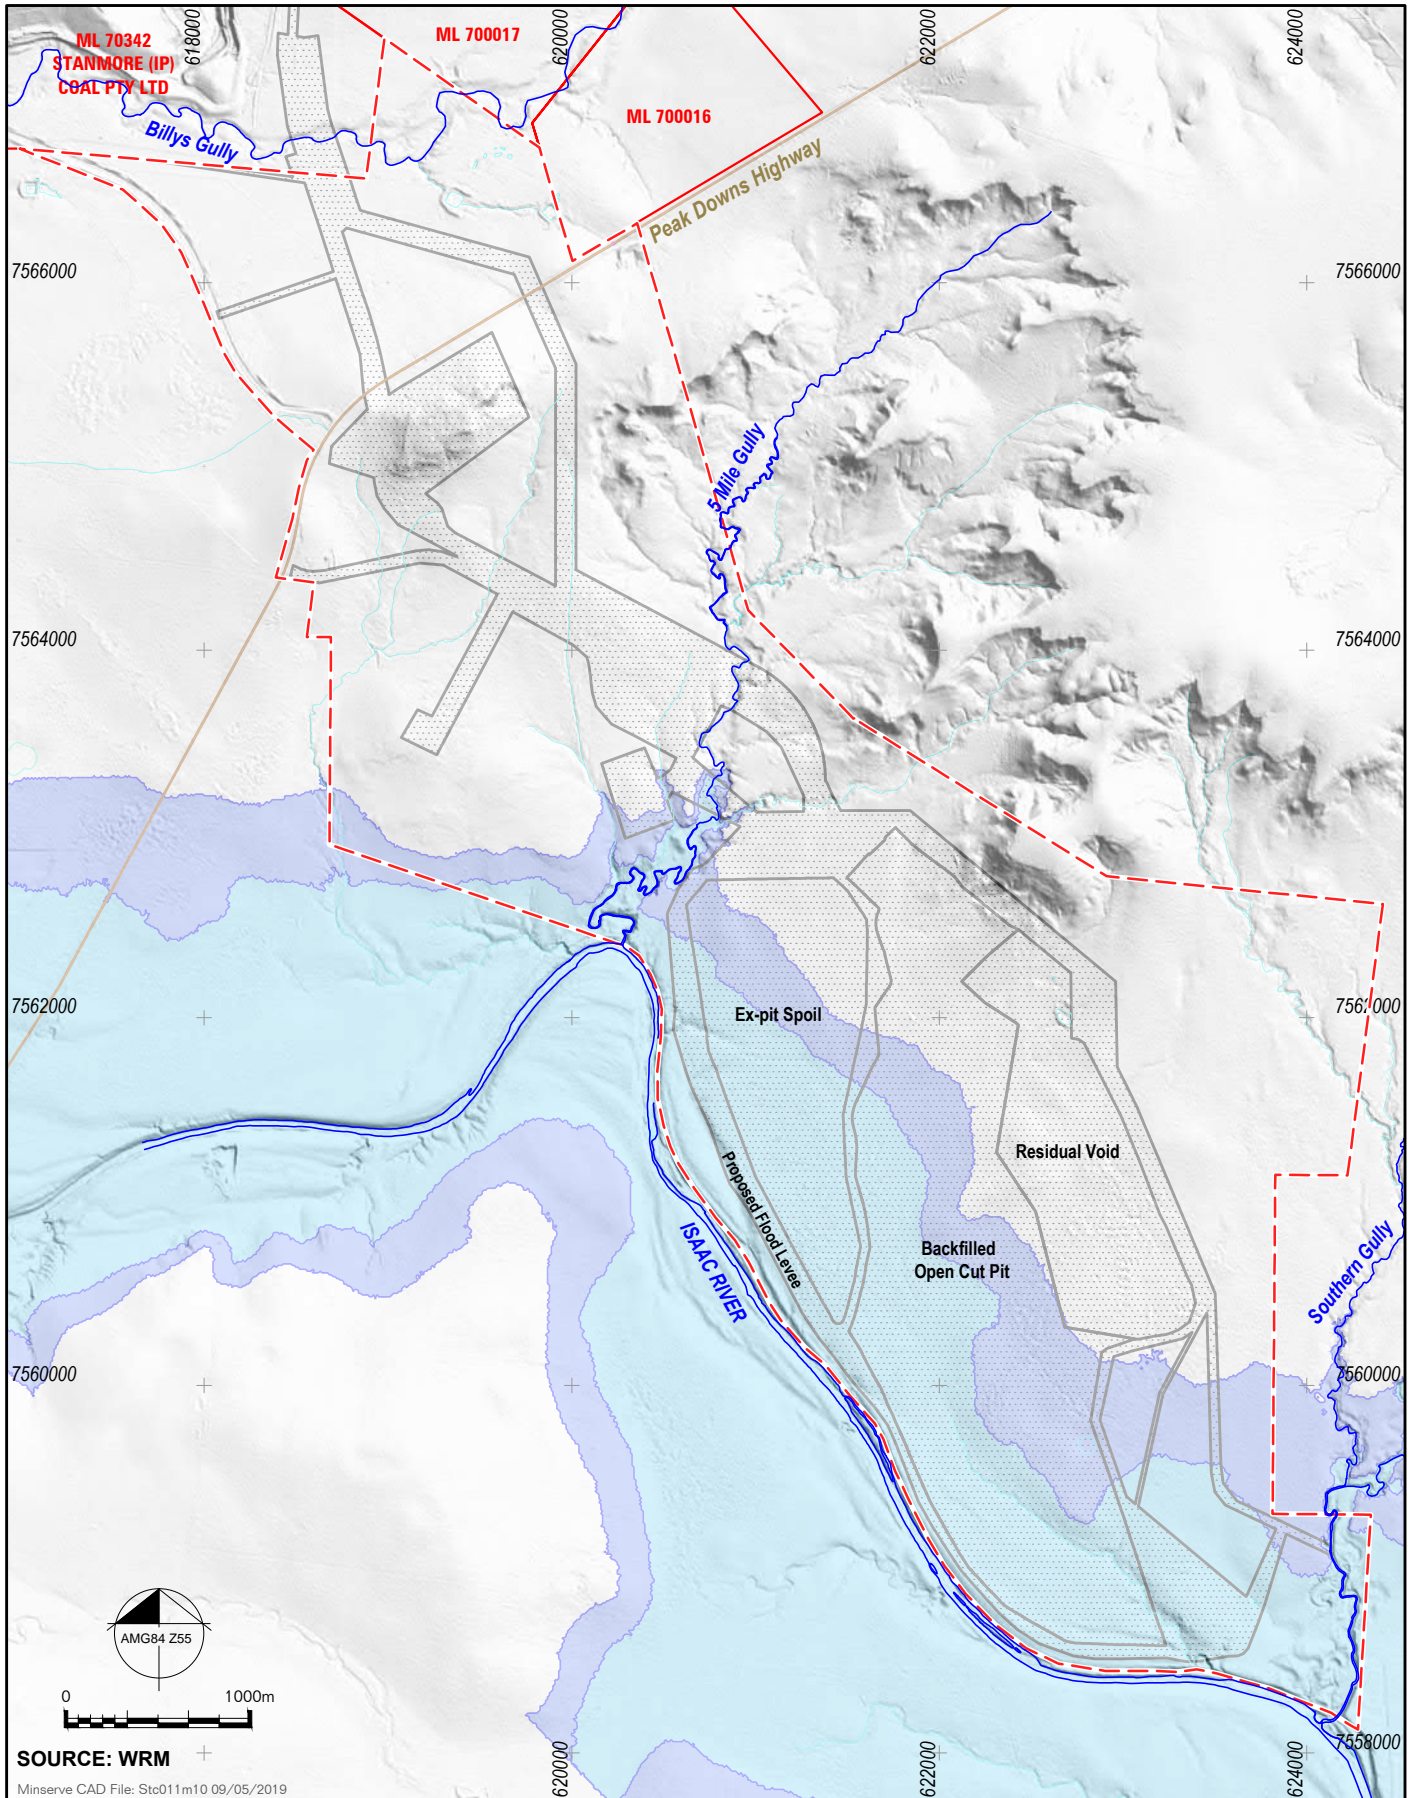 618000
620000
622000
624000
ML 70342
STANMORE (IP)
COAL PTY LTD
ML 700017
ML 700016
Billys Gully
Peak Downs Highway
7566000
7566000
5 Mile Gully
7564000
7564000
7562000
7562000
Ex-pit Spoil
Residual Void
Proposed Flood Levee
ISAAC RIVER
Backfilled
Open Cut Pit
Southern Gully
7560000
7560000
AMG84 Z55
0 1000m
7558000
SOURCE: WRM
620000
622000
624000
Minserve CAD File: Stc011m10 09/05/2019